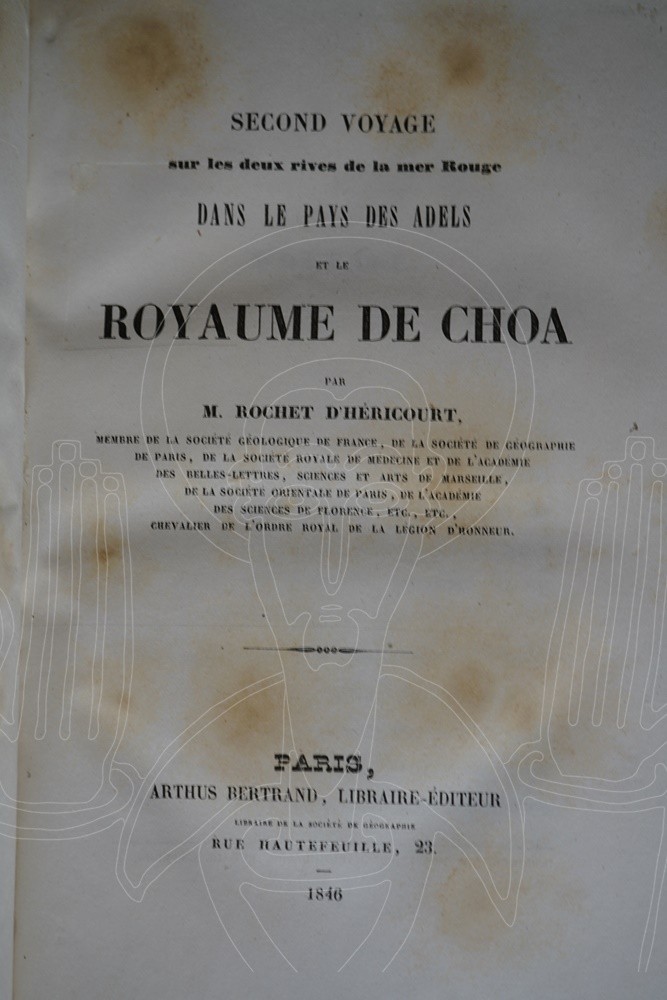 SECOND VOYAGE
sur les deux rives de la mer Rouge
DANS LE PAYS DES ADELS
ET LE
ROYAUME DE CHOA
PAR
M. ROCHET D'HÉRICOURT,
MEMBRE DE LA SOCIÉTÉ GÉOLOGIQUE DE FRANCE, DE LA SOCIÉTÉ DE GÉOGRAPHIE
DE PARIS, DE LA SOCIÉTÉ ROYALE DE MÉDECINE ET DE L'ACADÉMIE
DES BELLES-LETTRES, SCIENCES ET ARTS DE MARSEILLE,
DE LA SOCIÉTÉ ORIENTALE DE PARIS, DE L'ACADÉMIE
DES SCIENCES DE FLORENCE, ETC., ETC.,
CHEVALIER DE L'ORDRE ROYAL DE LA LÉGION D'HONNEUR.
PARIS,
ARTHUS BERTRAND, LIBRAIRE-ÉDITEUR
LIBRAIRE DE LA SOCIÉTÉ DE GÉOGRAPHIE
RUE HAUTEFEUILLE, 23.
1846